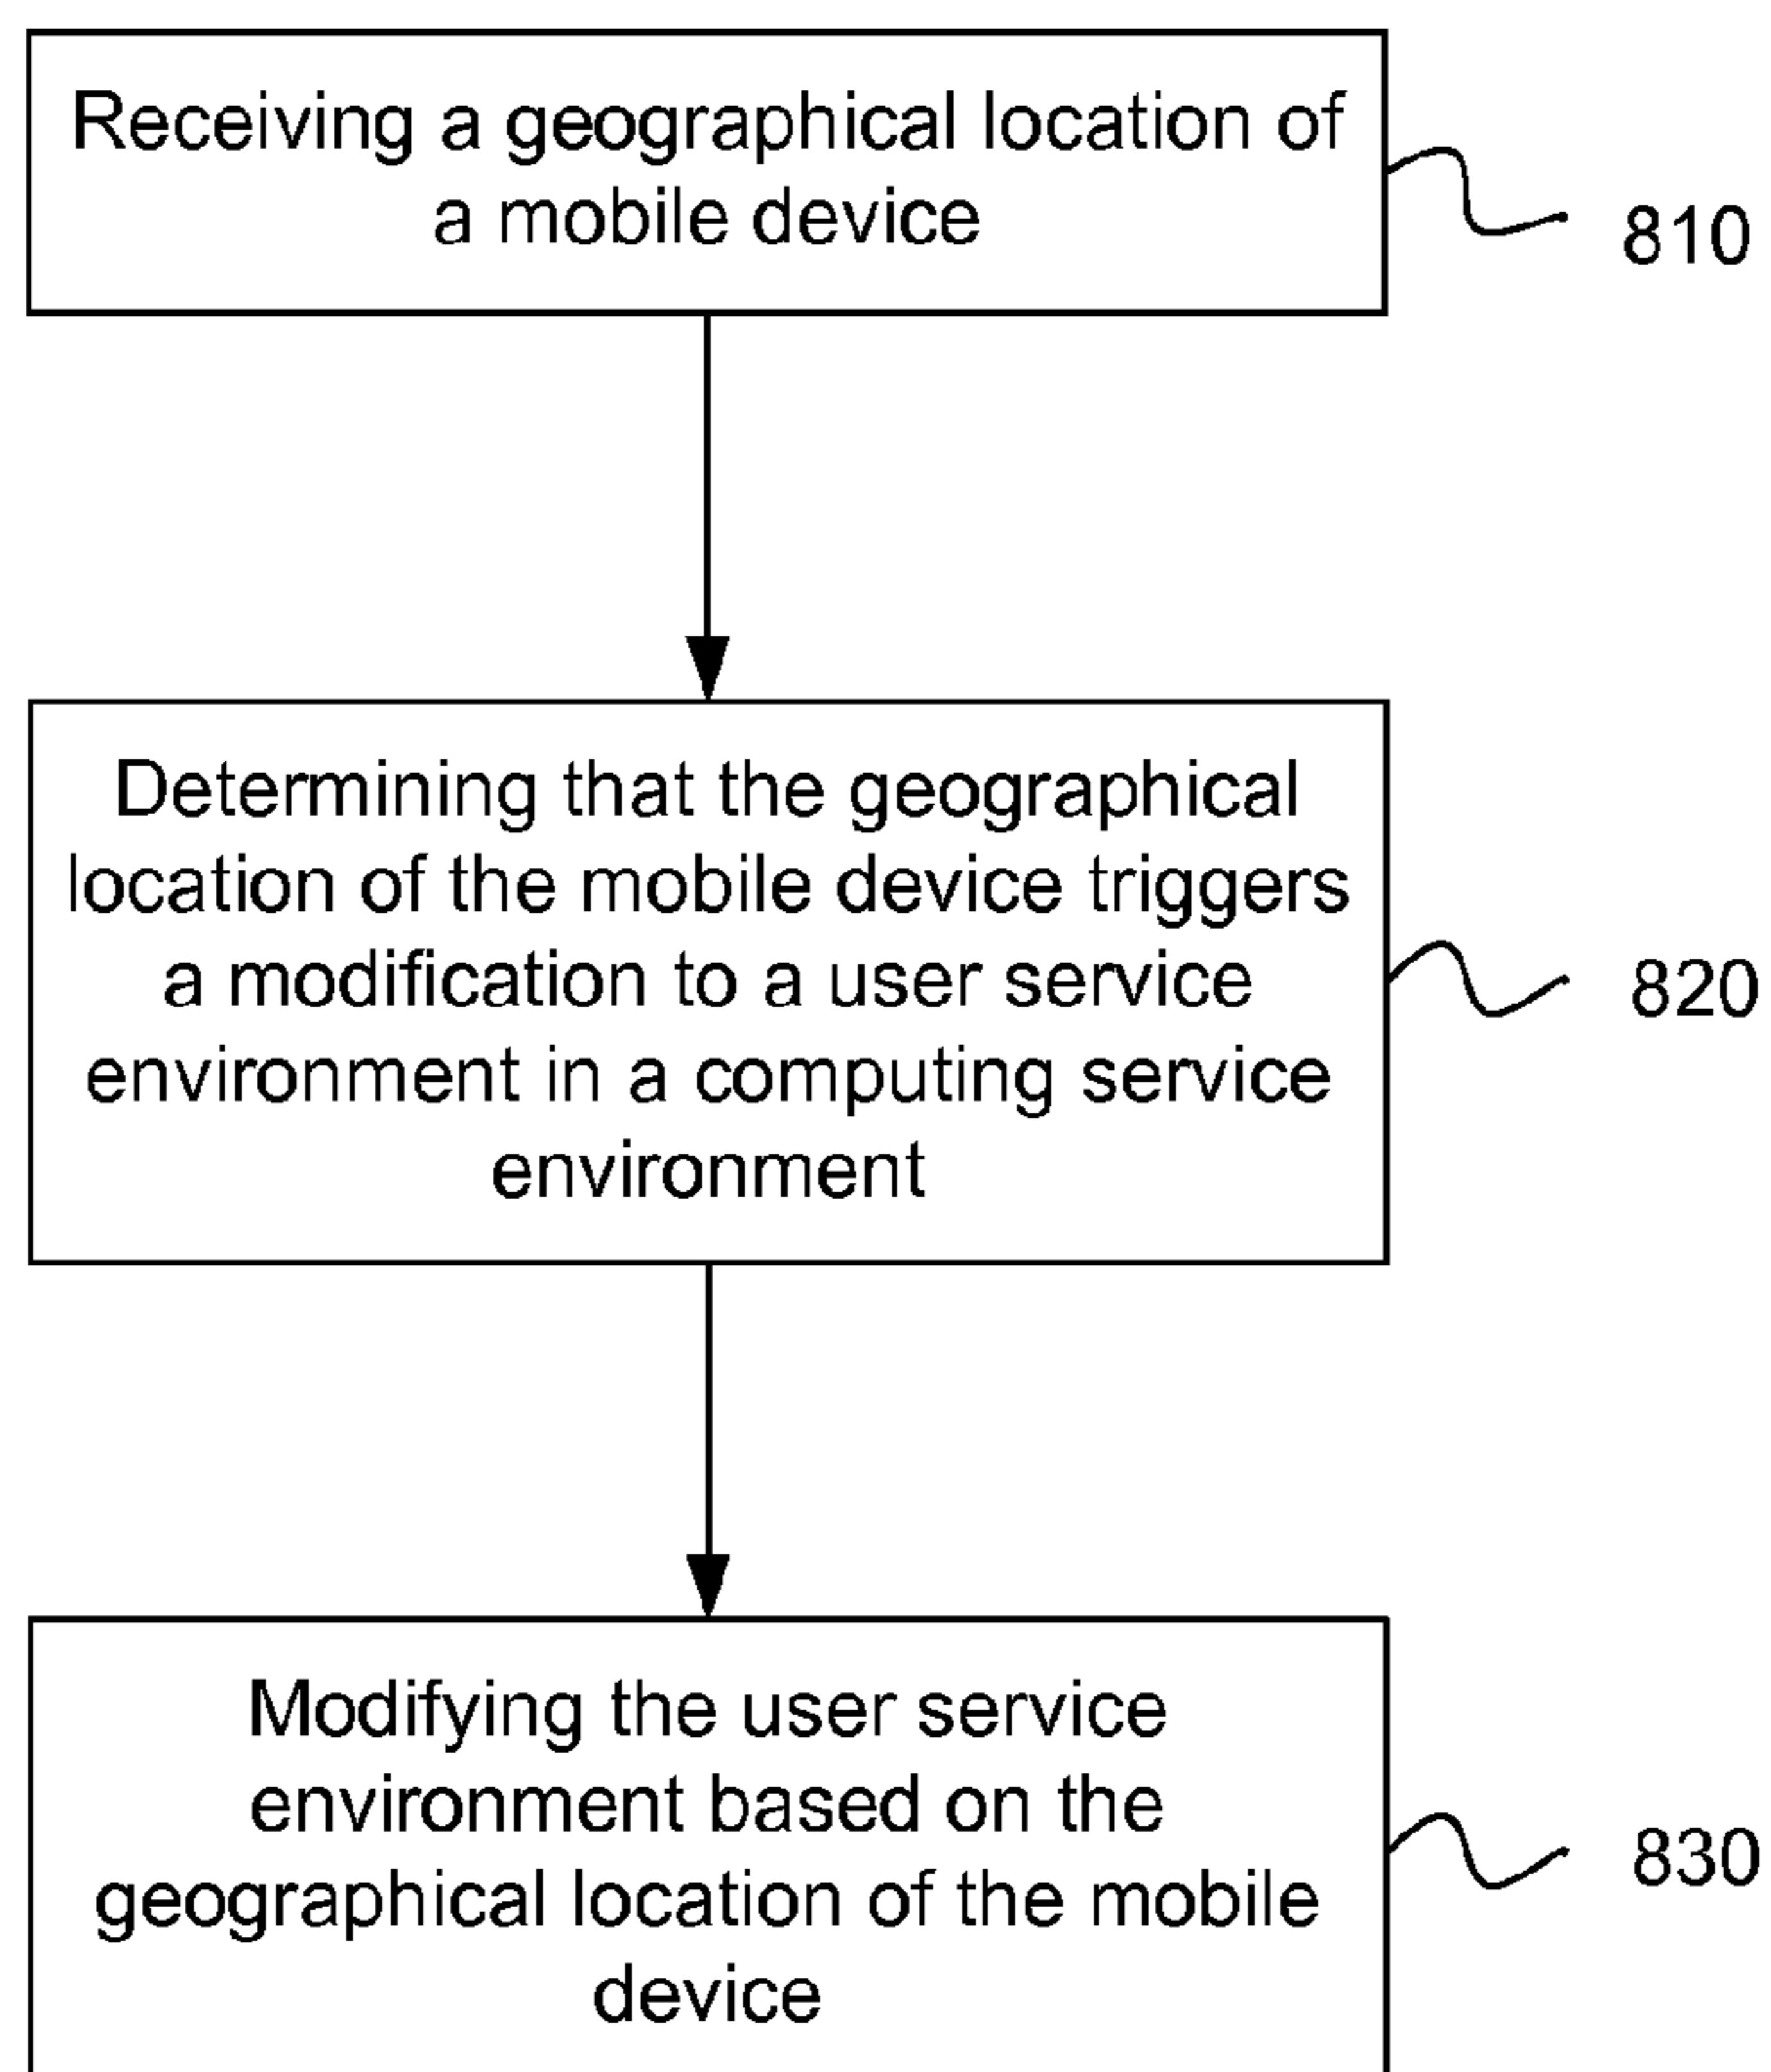 Receiving a geographical location of
a mobile device
810
Determining that the geographical
location of the mobile device triggers
a modification to a user service
environment in a computing service
environment
820
Modifying the user service
environment based on the
geographical location of the mobile
device
830